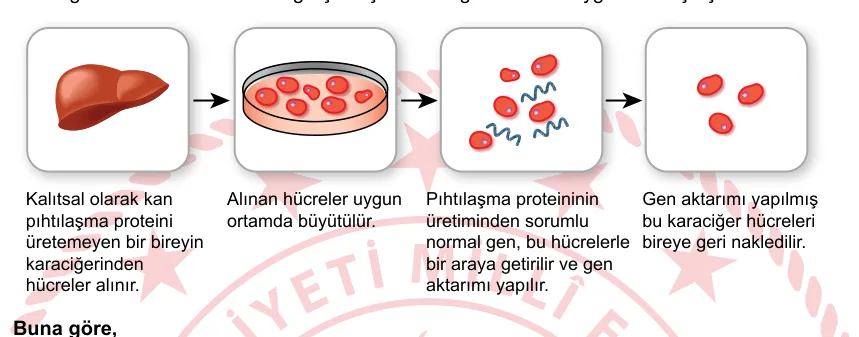 Kalıtsal olarak kan
pıhtılaşma proteini
üretemeyen bir bireyin
karaciğerinden
hücreler alınır.
Alınan hücreler uygun
ortamda büyütülür.
Pıhtılaşma proteininin
üretiminden sorumlu
normal gen, bu hücrelerle
bir araya getirilir ve gen
aktarımı yapılır.
Gen aktarımı yapılmış
bu karaciğer hücreleri
bireye geri nakledilir.
Buna göre,